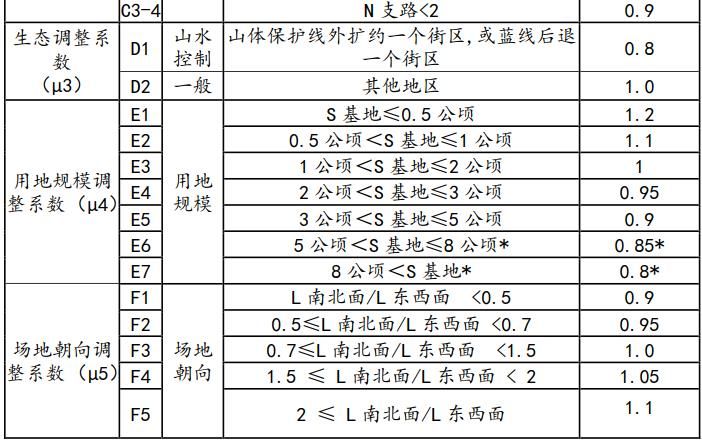 C3-4 N 支路<2 0.9
生态调整系数（μ3） D1 山水控制 山体保护线外扩约一个街区,或蓝线后退一个街区 0.8
D2 一般 其他地区 1.0
用地规模调整系数（μ4） E1 用地规模 S 基地≤0.5 公顷 1.2
E2 0.5 公顷＜S 基地≤1 公顷 1.1
E3 1 公顷＜S 基地≤2 公顷 1
E4 2 公顷＜S 基地≤3 公顷 0.95
E5 3 公顷＜S 基地≤5 公顷 0.9
E6 5 公顷＜S 基地≤8 公顷* 0.85*
E7 8 公顷＜S 基地* 0.8*
场地朝向调整系数（μ5） F1 场地朝向 L 南北面/L 东西面 <0.5 0.9
F2 0.5≤L 南北面/L 东西面 <0.7 0.95
F3 0.7≤L 南北面/L 东西面 <1.5 1.0
F4 1.5 ≤ L 南北面/L 东西面 < 2 1.05
F5 2 ≤ L 南北面/L 东西面 1.1